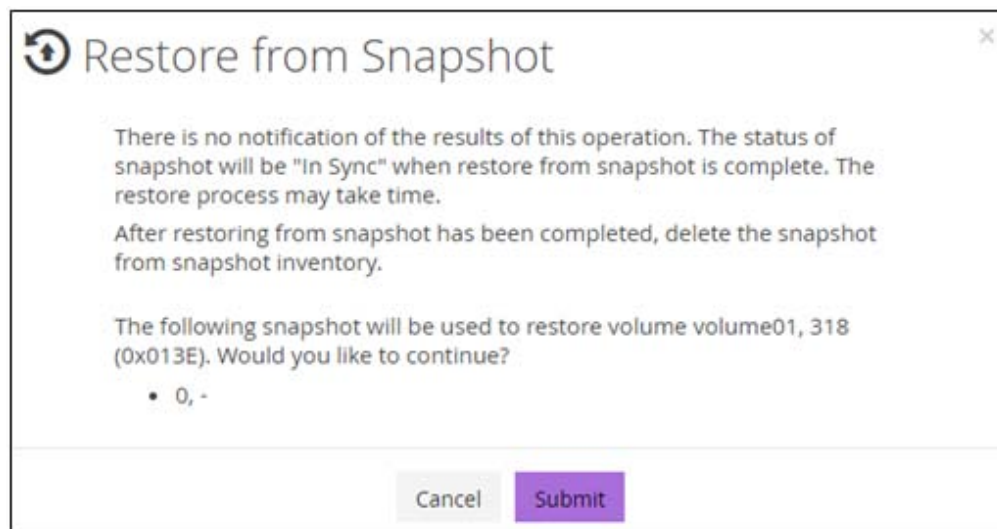 Restore from Snapshot
×
There is no notification of the results of this operation. The status of
snapshot will be "In Sync" when restore from snapshot is complete. The
restore process may take time.
After restoring from snapshot has been completed, delete the snapshot
from snapshot inventory.
The following snapshot will be used to restore volume volume01, 318
(0x013E). Would you like to continue?
• 0, -
Cancel Submit